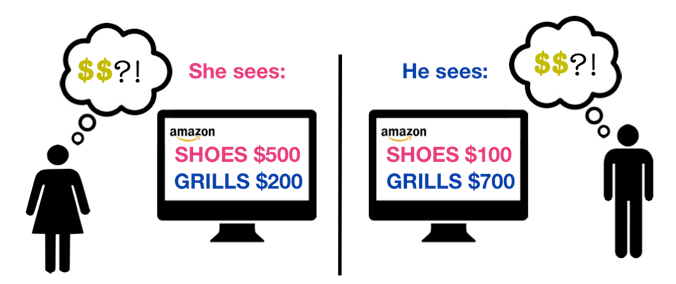 $$?!
She sees:
amazon
SHOES $500
GRILLS $200
He sees:
$$?!
amazon
SHOES $100
GRILLS $700